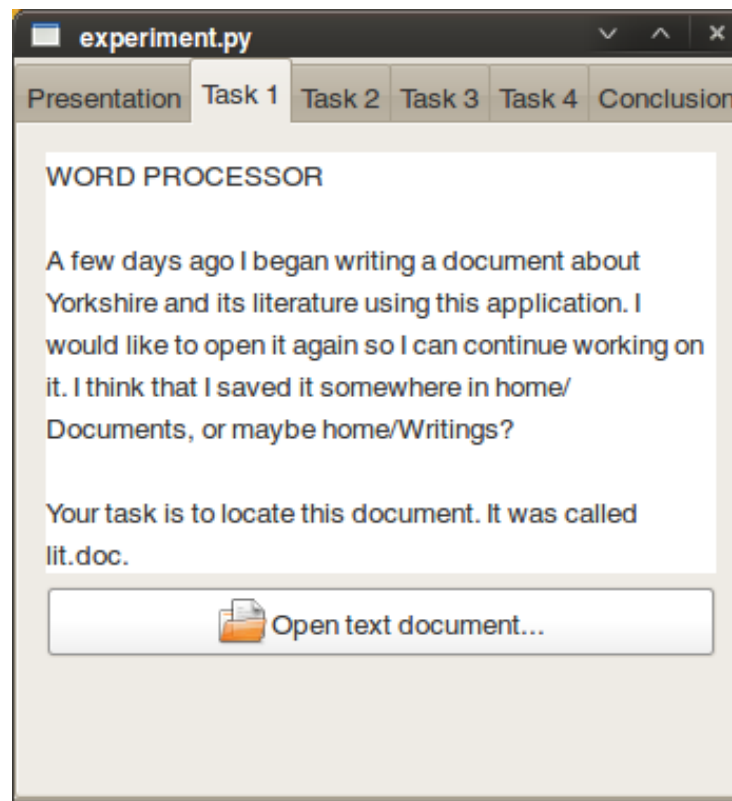 experiment.py
Presentation Task 1 Task 2 Task 3 Task 4 Conclusion
WORD PROCESSOR
A few days ago I began writing a document about
Yorkshire and its literature using this application. I
would like to open it again so I can continue working on
it. I think that I saved it somewhere in home/
Documents, or maybe home/Writings?
Your task is to locate this document. It was called
lit.doc.
Open text document...